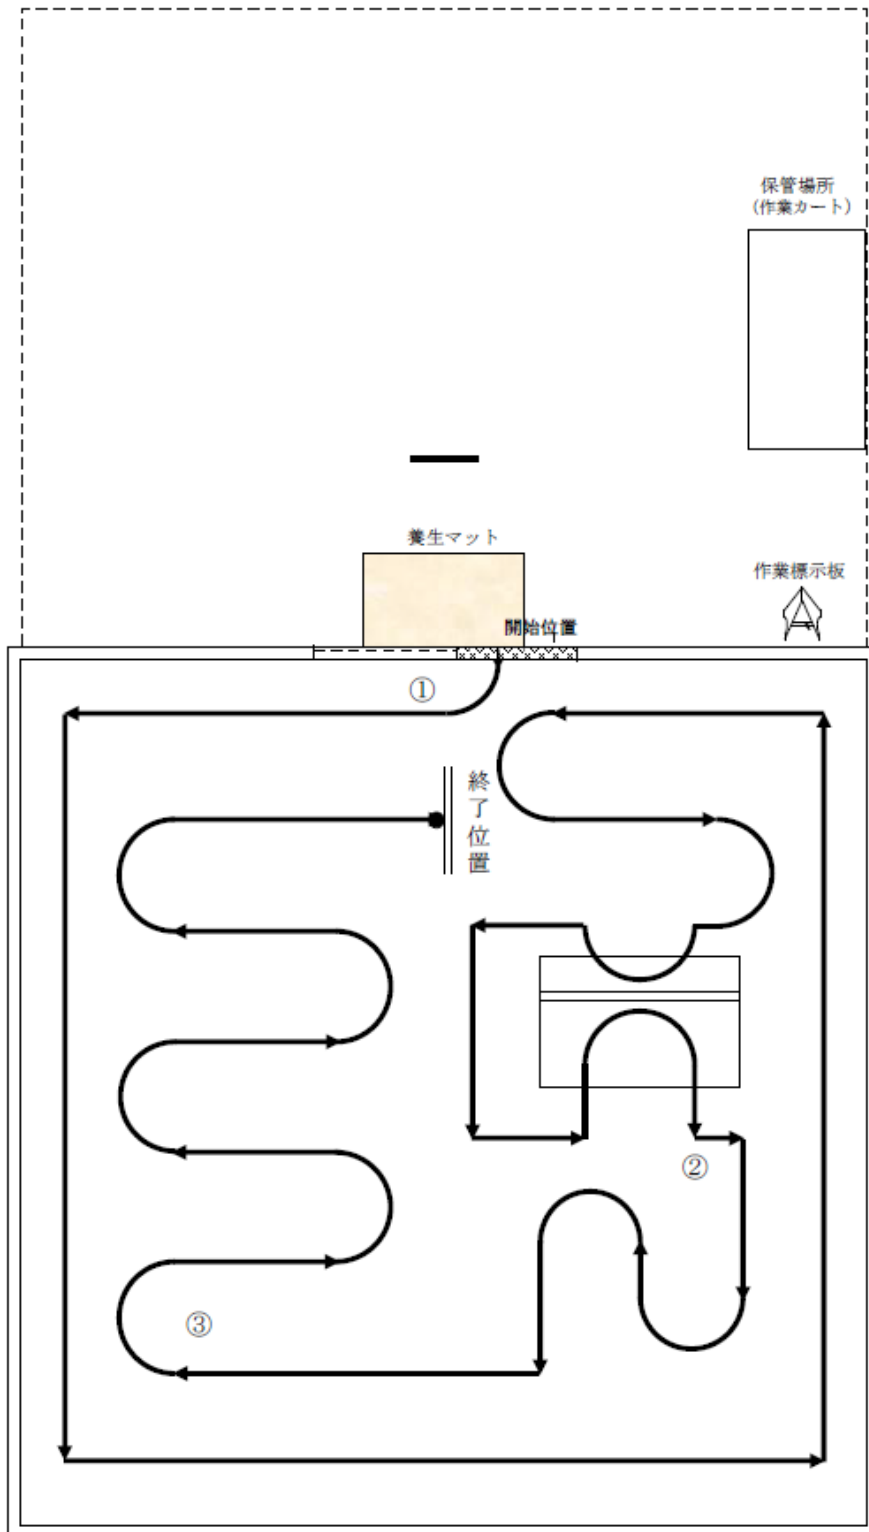 保管場所
(作業カート)
養生マット
作業標示板
開始位置
①
終了位置
②
③